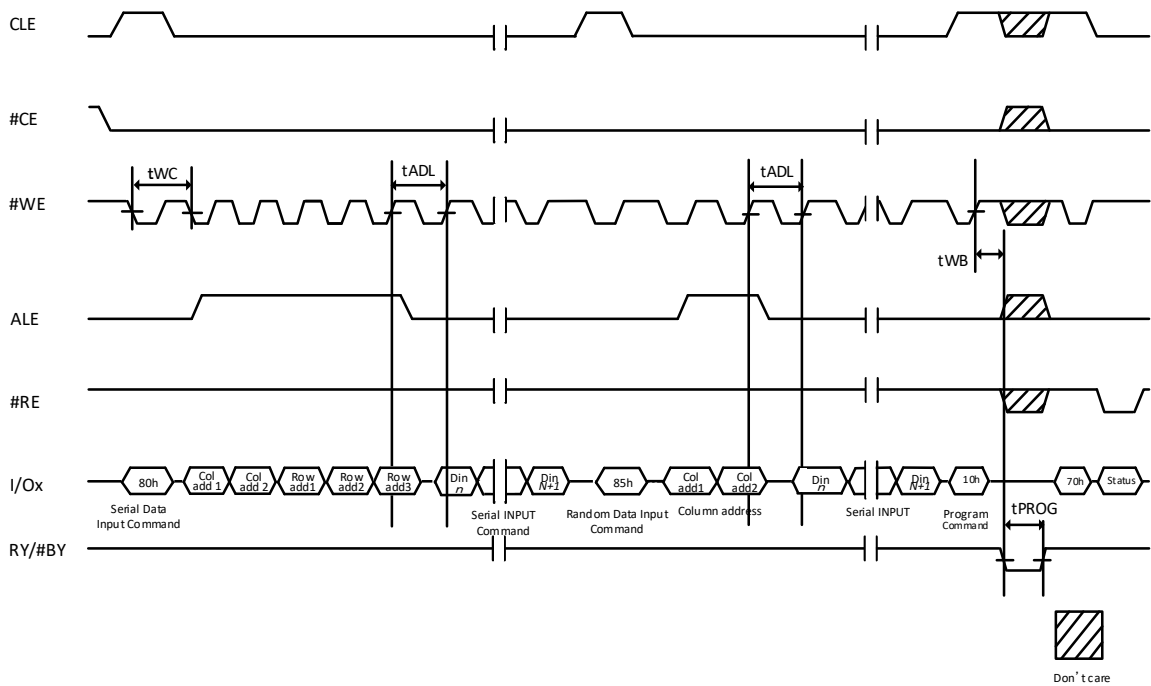 CLE
#CE
tWC
tADL
tADL
#WE
tWB
ALE
#RE
I/Ox
80h
Col
add 1
Col
add 2
Row
add1
Row
add2
Row
add3
Din
n
Din
N+1
85h
Col
add1
Col
add2
Din
n
Din
N+1
10h
70h
Status
Serial Data
Input Command
Serial INPUT
Command
Random Data Input
Command
Column address
Serial INPUT
Program
Command
tPROG
RY/#BY
Don't care